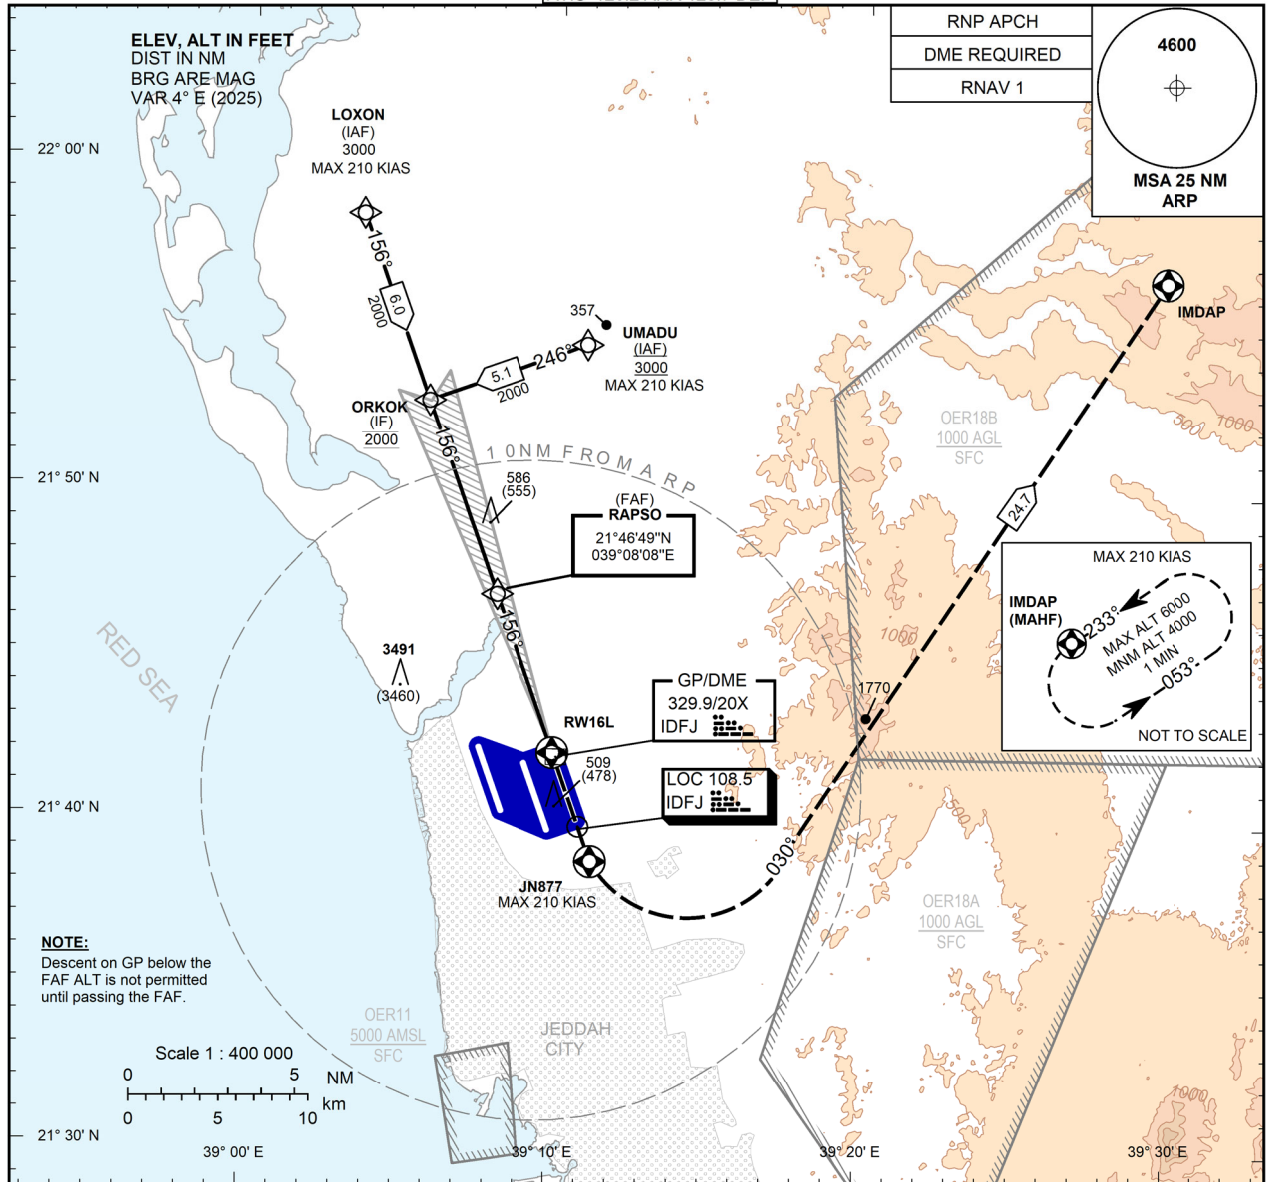 ELEV, ALT IN FEET
DIST IN NM
BRG ARE MAG
VAR 4° E (2025)
RNP APCH
DME REQUIRED
RNAV 1
4600
MSA 25 NM
ARP
LOXON
(IAF)
3000
MAX 210 KIAS
22° 00' N
156°
6.0
2000
357
UMADU
(IAF)
3000
MAX 210 KIAS
246°
5.1
2000
IMDAP
ORKOK
(IF)
2000
156°
OER18B
1000 AGL
SFC
500
1000
10NM FROM ARP
21° 50' N
586
(555)
(FAF)
RAPSO
21°46'49"N
039°08'08"E
24.7
MAX 210 KIAS
IMDAP
(MAHF)
233°
MAX ALT 6000
MNM ALT 4000
1 MIN
053°
NOT TO SCALE
156°
1000
RED SEA
3491
(3460)
GP/DME
329.9/20X
IDFJ
1770
RW16L
509
(478)
LOC 108.5
IDFJ
21° 40' N
500
030°
JN877
MAX 210 KIAS
OER18A
1000 AGL
SFC
NOTE:
Descent on GP below the
FAF ALT is not permitted
until passing the FAF.
OER11
5000 AMSL
SFC
JEDDAH
CITY
Scale 1 : 400 000
0 5 NM
0 5 10 km
1000
21° 30' N
39° 00' E
39° 10' E
39° 20' E
39° 30' E